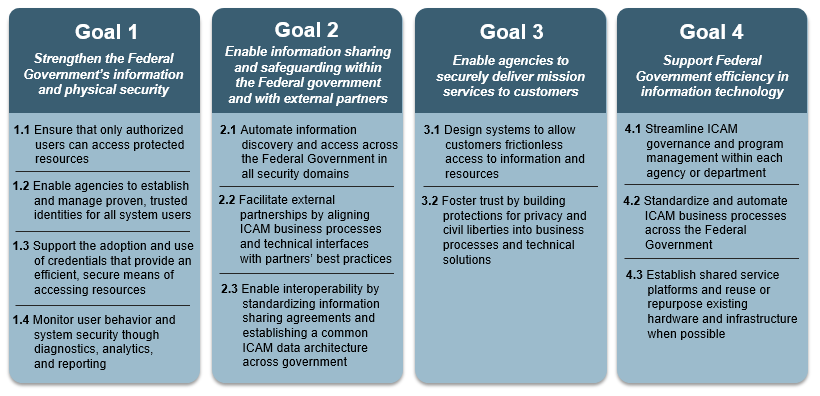 Goal 1
Strengthen the Federal
Government's information
and physical security
1.1 Ensure that only authorized
users can access protected
resources
1.2 Enable agencies to establish
and manage proven, trusted
identities for all system users
1.3 Support the adoption and use
of credentials that provide an
efficient, secure means of
accessing resources
1.4 Monitor user behavior and
system security though
diagnostics, analytics,
and reporting
Goal 2
Enable information sharing
and safeguarding within
the Federal government
and with external partners
2.1 Automate information
discovery and access across
the Federal Government in
all security domains
2.2 Facilitate external
partnerships by aligning
ICAM business processes
and technical interfaces
with partners' best practices
2.3 Enable interoperability by
standardizing information
sharing agreements and
establishing a common
ICAM data architecture
across government
Goal 3
Enable agencies to
securely deliver mission
services to customers
3.1 Design systems to allow
customers frictionless
access to information and
resources
3.2 Foster trust by building
protections for privacy and
civil liberties into business
processes and technical
solutions
Goal 4
Support Federal
Government efficiency in
information technology
4.1 Streamline ICAM
governance and program
management within each
agency or department
4.2 Standardize and automate
ICAM business processes
across the Federal
Government
4.3 Establish shared service
platforms and reuse or
repurpose existing
hardware and infrastructure
when possible